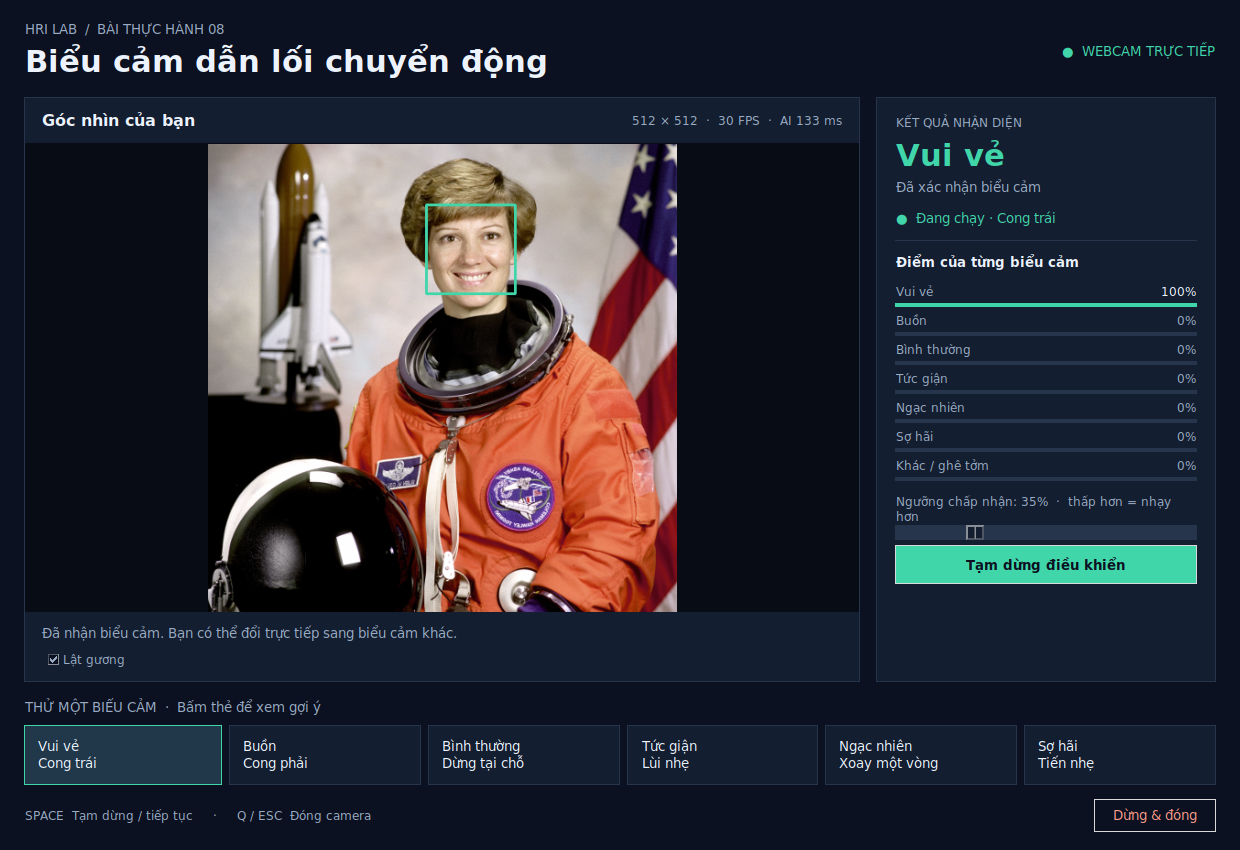 HRI LAB / BÀI THỰC HÀNH 08
Biểu cảm dẫn lối chuyển động
WEBCAM TRỰC TIẾP
Góc nhìn của bạn
512 × 512 · 30 FPS · AI 133 ms
Đã nhận biểu cảm. Bạn có thể đổi trực tiếp sang biểu cảm khác.
Lật gương
KẾT QUẢ NHẬN DIỆN
Vui vẻ
Đã xác nhận biểu cảm
Đang chạy · Cong trái
Điểm của từng biểu cảm
Vui vẻ 100%
Buồn 0%
Bình thường 0%
Tức giận 0%
Ngạc nhiên 0%
Sợ hãi 0%
Khác / ghê tởm 0%
Ngưỡng chấp nhận: 35% · thấp hơn = nhạy
hơn
Tạm dừng điều khiển
THỬ MỘT BIỂU CẢM · Bấm thẻ để xem gợi ý
Vui vẻ
Cong trái
Buồn
Cong phải
Bình thường
Dừng tại chỗ
Tức giận
Lùi nhẹ
Ngạc nhiên
Xoay một vòng
Sợ hãi
Tiến nhẹ
SPACE Tạm dừng / tiếp tục · Q / ESC Đóng camera
Dừng & đóng